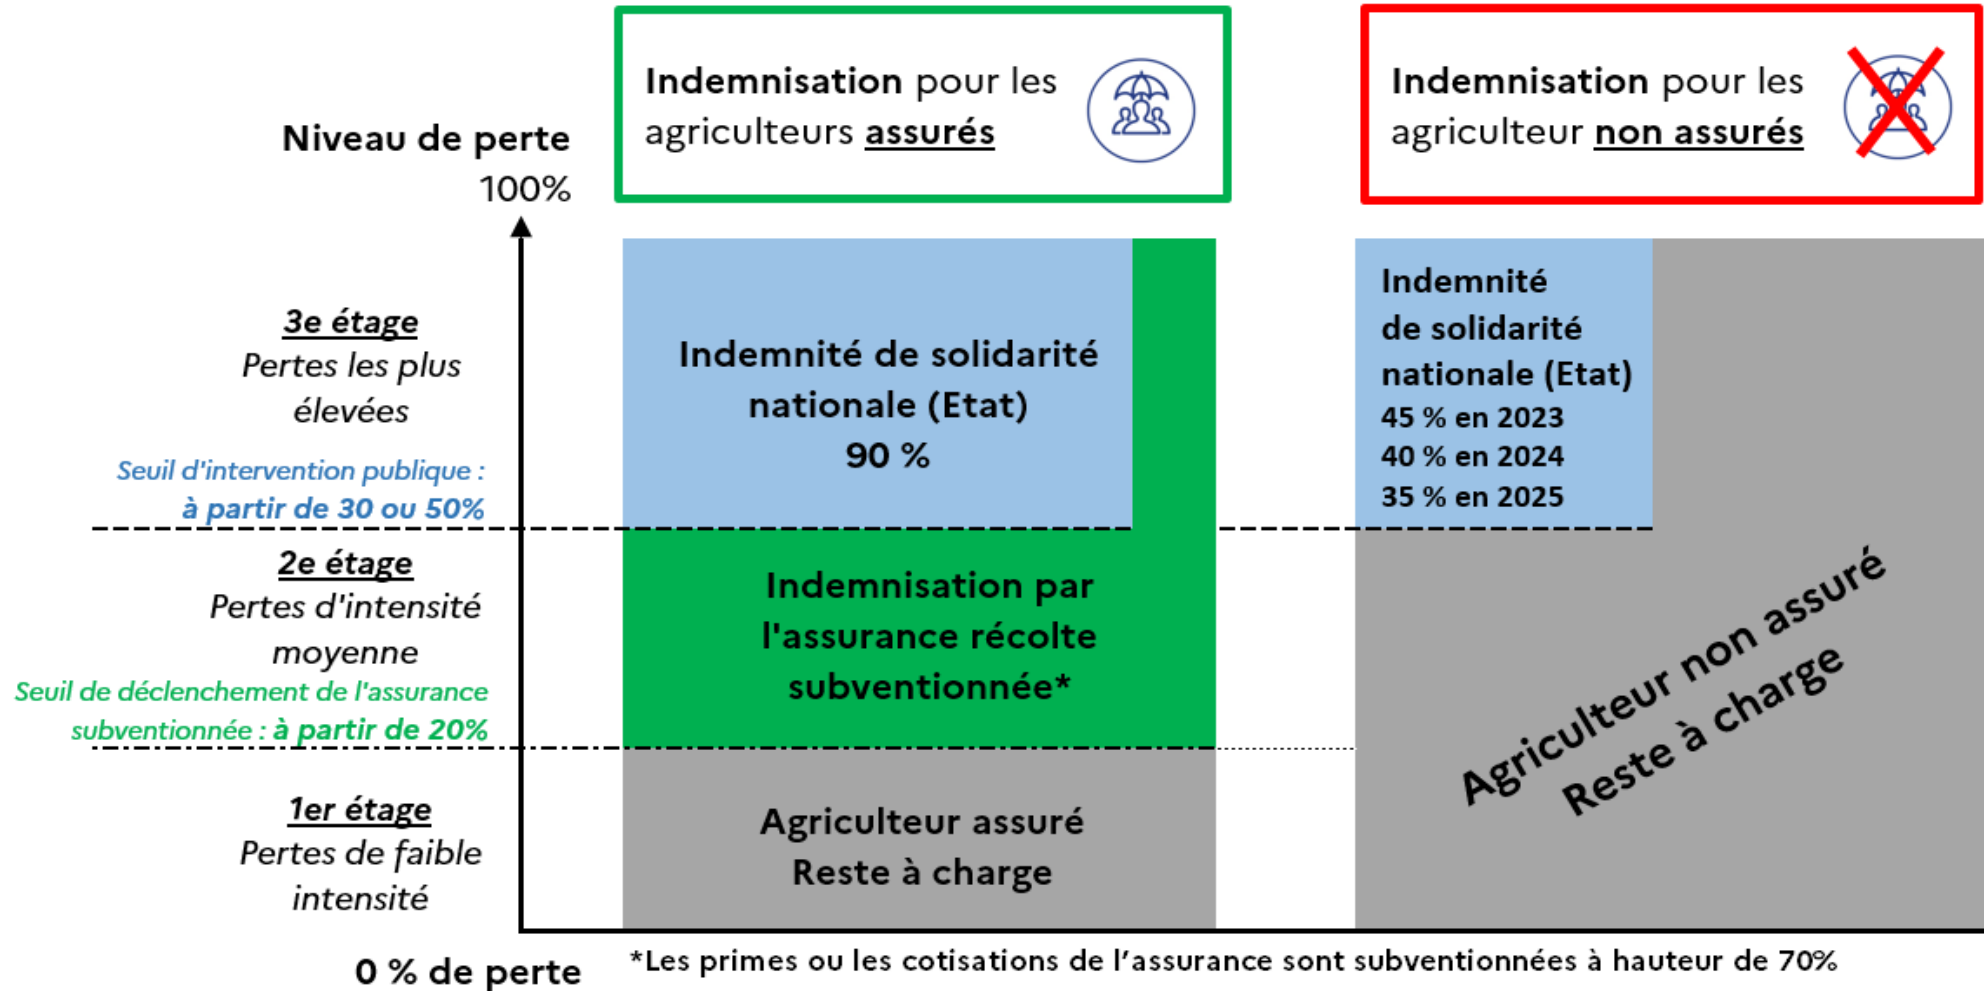 Indemnisation pour les
agriculteurs assurés
Indemnisation pour les
agriculteur non assurés
Niveau de perte
100%
3e étage
Pertes les plus
élevées
Seuil d'intervention publique :
à partir de 30 ou 50%
2e étage
Pertes d'intensité
moyenne
Seuil de déclenchement de l'assurance
subventionnée : à partir de 20%
1er étage
Pertes de faible
intensité
0 % de perte
Indemnité de solidarité
nationale (Etat)
90 %
Indemnisation par
l'assurance récolte
subventionnée*
Agriculteur assuré
Reste à charge
Indemnité
de solidarité
nationale (Etat)
45 % en 2023
40 % en 2024
35 % en 2025
Agriculteur non assuré
Reste à charge
*Les primes ou les cotisations de l’assurance sont subventionnées à hauteur de 70%